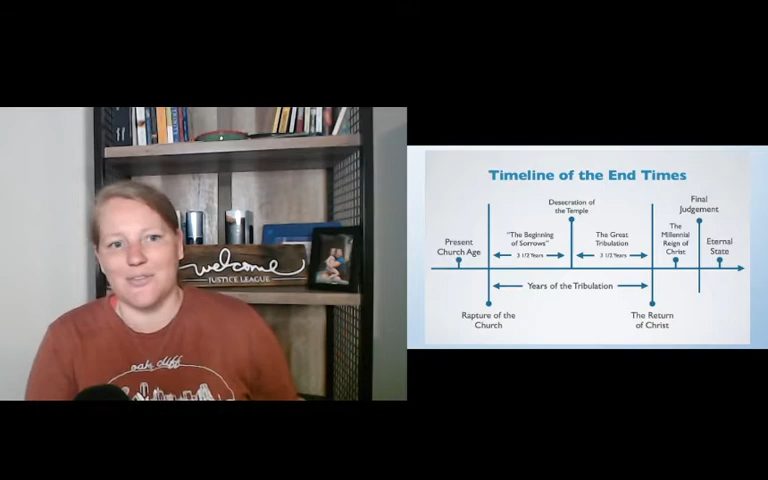 welcome
JUSTICE LEAGUE
oak cliff
Timeline of the End Times
Desecration of
the Temple
Final
Judgement
Present
Church Age
"The Beginning
of Sorrows"
3 1/2 Years
The Great
Tribulation
3 1/2 Years
The
Millennial
Reign of
Christ
Eternal
State
Years of the Tribulation
Rapture of the
Church
The Return
of Christ